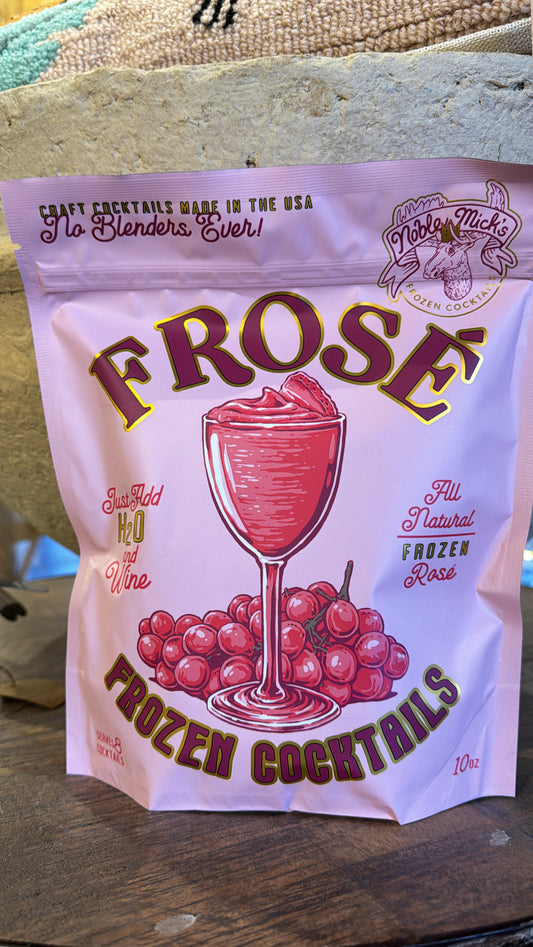 CRAFT COCKTAILS MADE IN THE USA
No Blenders, Ever!
Noble Mick's
FROZEN COCKTAILS
FROSÉ
Just Add
H2O
and
Wine
All
Natural
FROZEN
Rosé
FROZEN COCKTAILS
SERVES 8
COCKTAILS
10oz